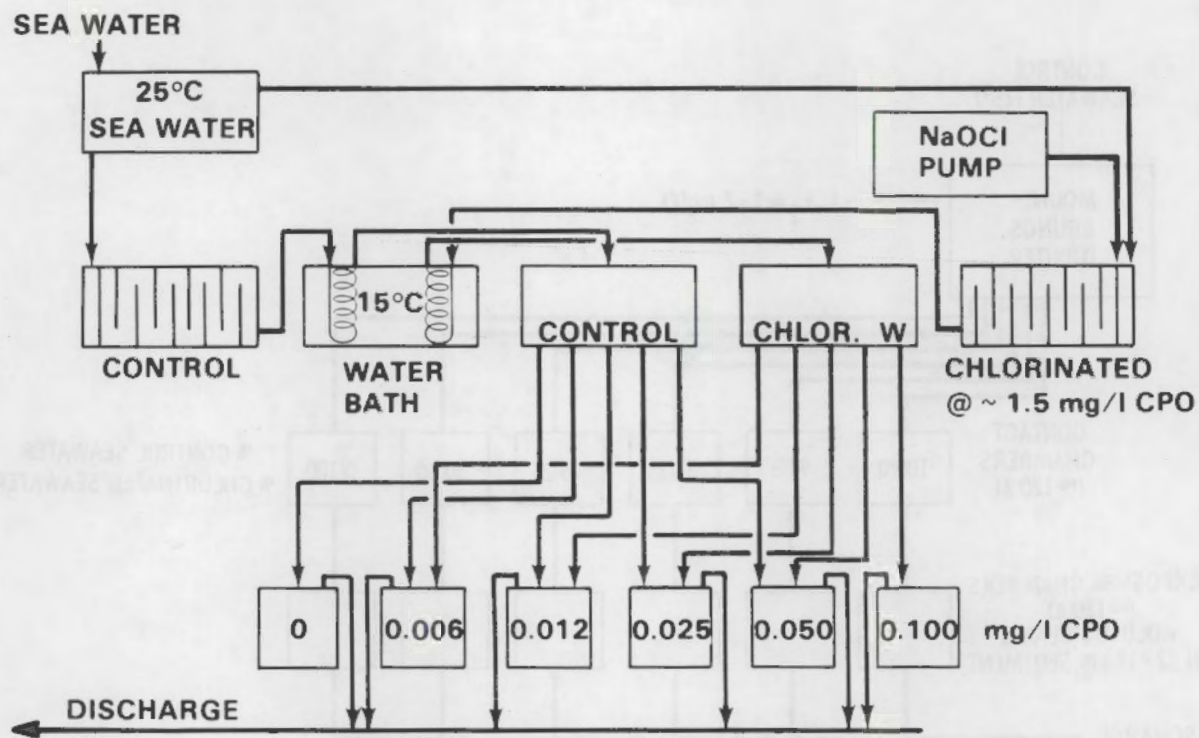 SEA WATER
25°C
SEA WATER
NaOCl
PUMP
15°C
CONTROL
WATER
BATH
CONTROL
CHLOR. W
CHLORINATED
@ ~ 1.5 mg/l CPO
0
0.006
0.012
0.025
0.050
0.100
mg/l CPO
DISCHARGE